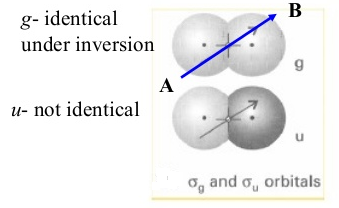 g- identical
under inversion
B
g
A
u- not identical
u
σg and σu orbitals